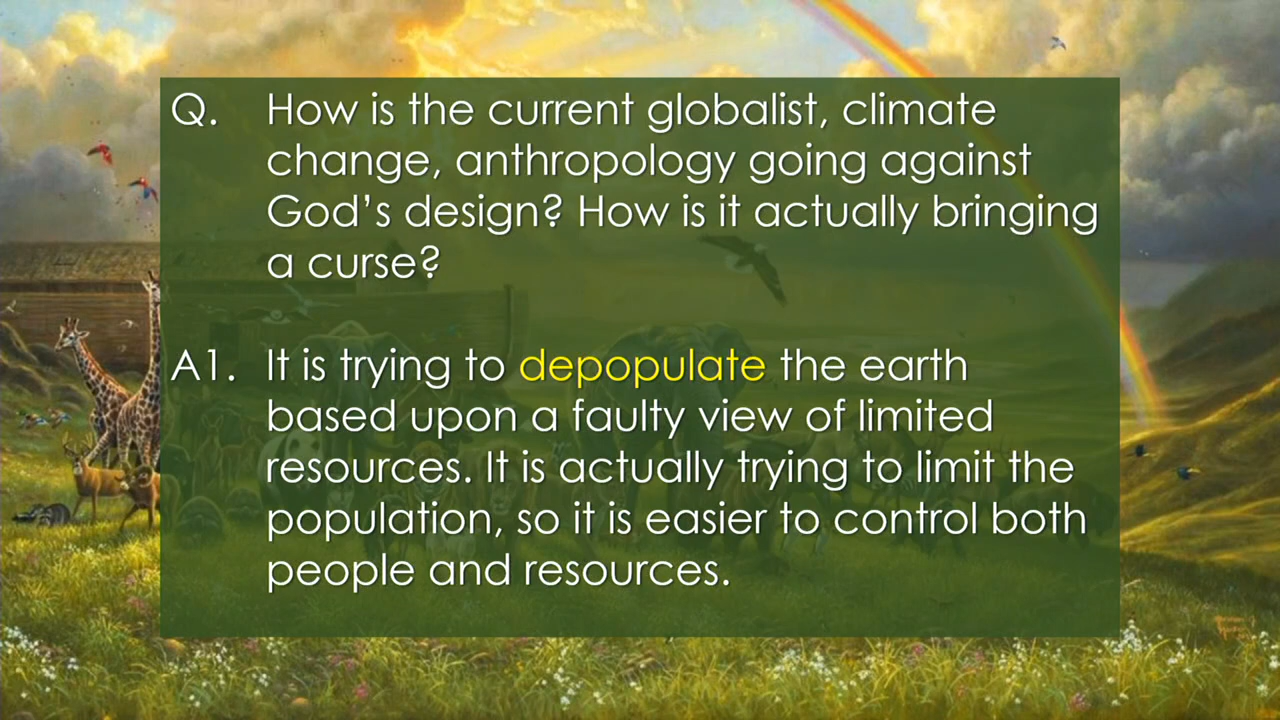 Q. How is the current globalist, climate
change, anthropology going against
God's design? How is it actually bringing
a curse?
A1. It is trying to depopulate the earth
based upon a faulty view of limited
resources. It is actually trying to limit the
population, so it is easier to control both
people and resources.